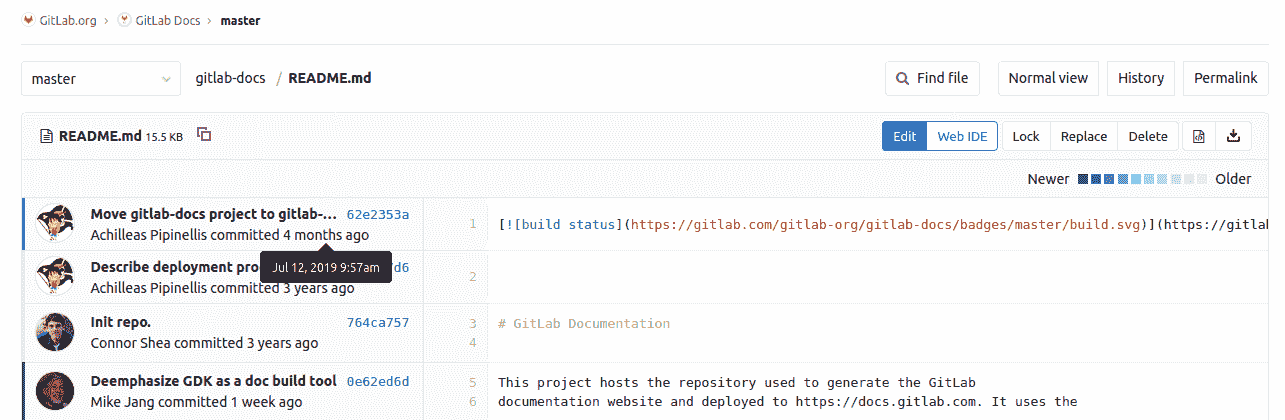 GitLab.org › GitLab Docs › master
master
gitlab-docs / README.md
Find file
Normal view
History
Permalink
README.md 15.5 KB
Edit
Web IDE
Lock
Replace
Delete
Newer
Older
Move gitlab-docs project to gitlab-... 62e2353a
Achilleas Pipinellis committed 4 months ago
1 [![build status](https://gitlab.com/gitlab-org/gitlab-docs/badges/master/build.svg)](https://gitlab
Jul 12, 2019 9:57am
Describe deployment pro d6
Achilleas Pipinellis committed 3 years ago
2
Init repo. 764ca757
Connor Shea committed 3 years ago
3 # GitLab Documentation
4
Deemphasize GDK as a doc build tool 0e62ed6d
Mike Jang committed 1 week ago
5 This project hosts the repository used to generate the GitLab
6 documentation website and deployed to https://docs.gitlab.com. It uses the